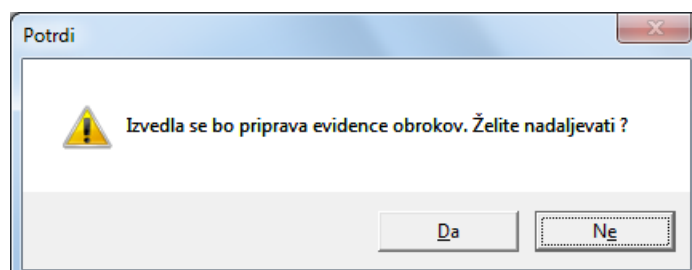 Potrdi
Izvedla se bo priprava evidence obrokov. Želite nadaljevati ?
Da
Ne